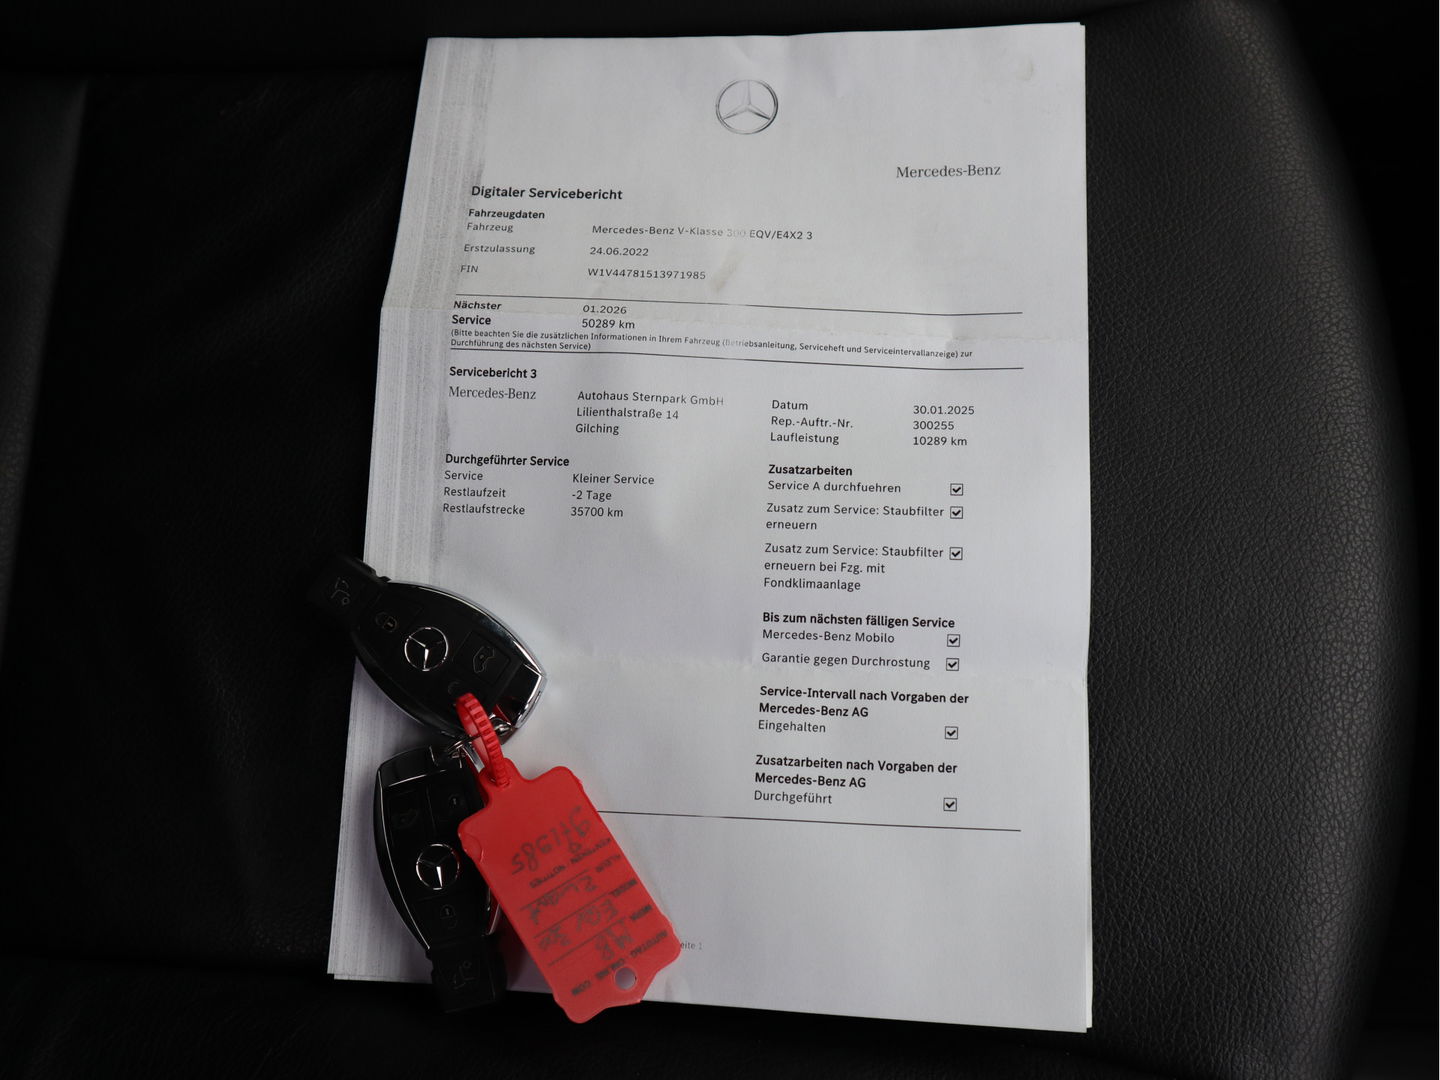 Mercedes-Benz
Digitaler Servicebericht
Fahrzeugdaten
Fahrzeug Mercedes-Benz V-Klasse 300 EQV/E4X2 3
Erstzulassung 24.06.2022
FIN W1V44781513971985
Nächster 01.2026
Service 50289 km
(Bitte beachten Sie die zusätzlichen Informationen in Ihrem Fahrzeug (Betriebsanleitung, Serviceheft und Serviceintervallanzeige) zur
Durchführung des nächsten Service)
Servicebericht 3
Mercedes-Benz Autohaus Sternpark GmbH
Lilienthalstraße 14
Gilching
Datum 30.01.2025
Rep.-Auftr.-Nr. 300255
Laufleistung 10289 km
Durchgeführter Service
Service Kleiner Service
Restlaufzeit -2 Tage
Restlaufstrecke 35700 km
Zusatzarbeiten
Service A durchfuehren
Zusatz zum Service: Staubfilter
erneuern
Zusatz zum Service: Staubfilter
erneuern bei Fzg. mit
Fondklimaanlage
Bis zum nächsten fälligen Service
Mercedes-Benz Mobilo
Garantie gegen Durchrostung
Service-Intervall nach Vorgaben der
Mercedes-Benz AG
Eingehalten
Zusatzarbeiten nach Vorgaben der
Mercedes-Benz AG
Durchgeführt
eite 1
971985